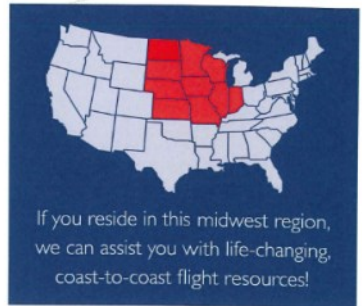 If you reside in this midwest region,
we can assist you with life-changing,
coast-to-coast flight resources!